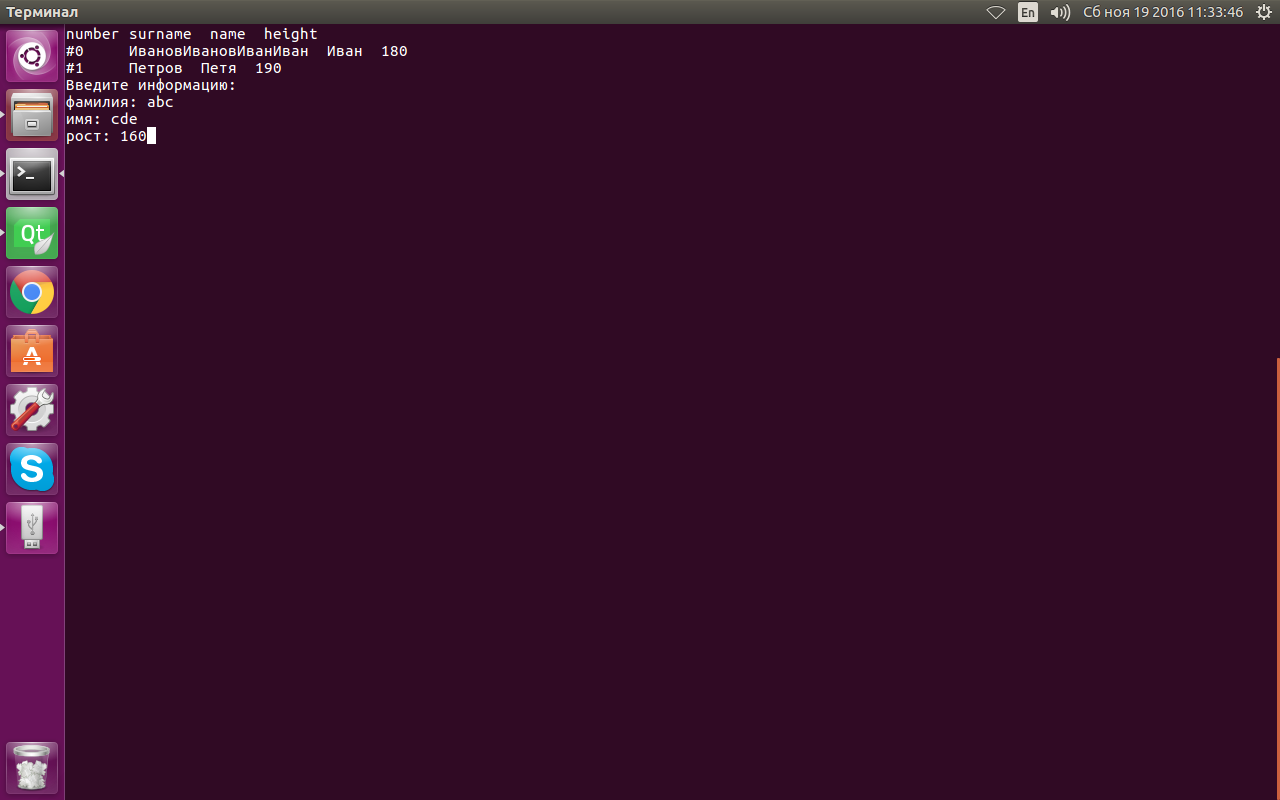 Терминал
En
Сб ноя 19 2016 11:33:46
number surname  name  height
#0     ИвановИвановИванИван  Иван  180
#1     Петров  Петя  190
Введите информацию:
фамилия: abc
имя: cde
рост: 160
>_
Qt
A
S